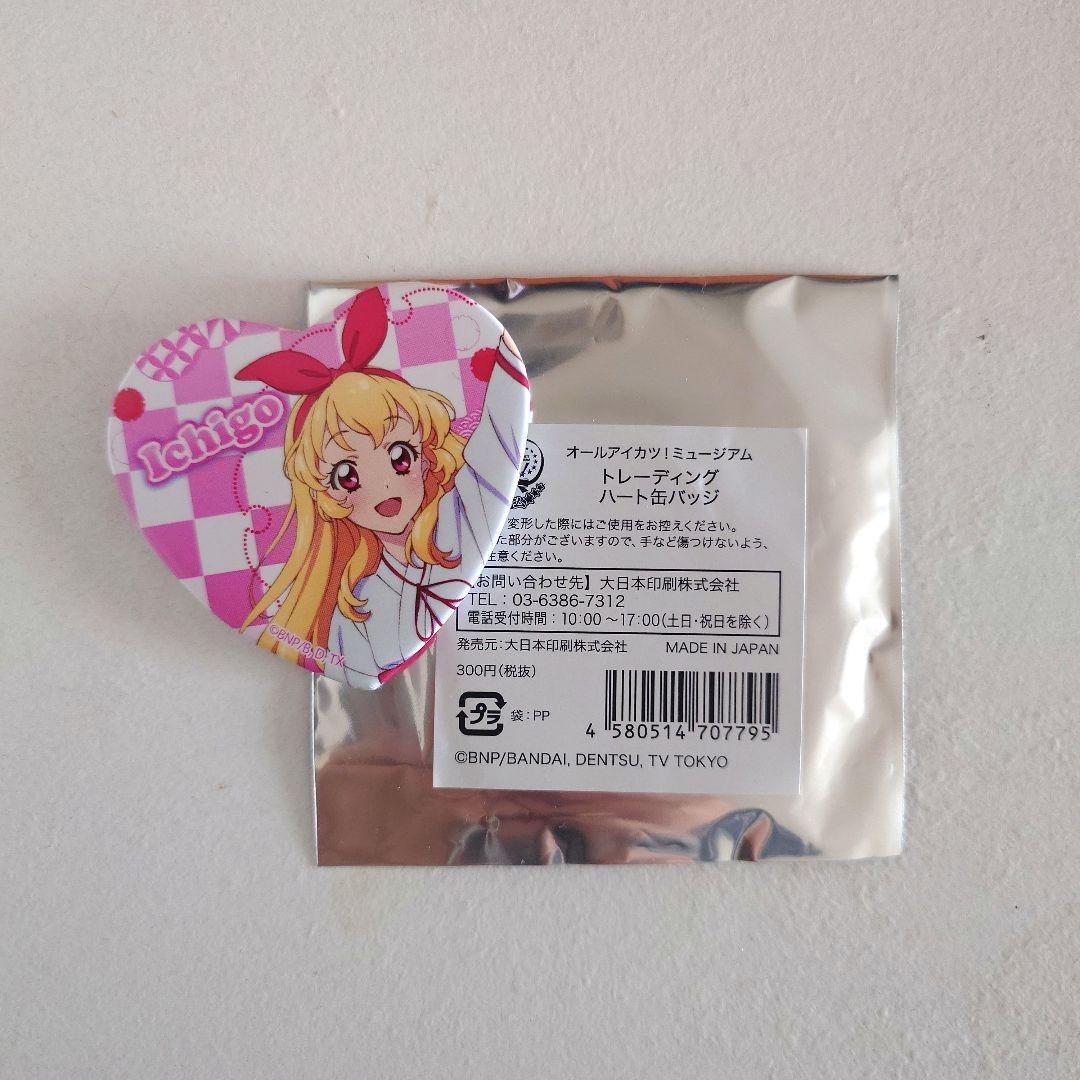 Ichigo
©BNP/B, D, TX
オールアイカツ!ミュージアム
トレーディング
ハート缶バッジ
変形した際にはご使用をお控えください。
た部分がございますので、手など傷つけないよう、
注意ください。
お問い合わせ先】大日本印刷株式会社
TEL:03-6386-7312
電話受付時間:10:00~17:00(土日・祝日を除く)
発売元:大日本印刷株式会社 MADE IN JAPAN
300円(税抜)
プラ 袋:PP
4 580514 707795
©BNP/BANDAI, DENTSU, TV TOKYO